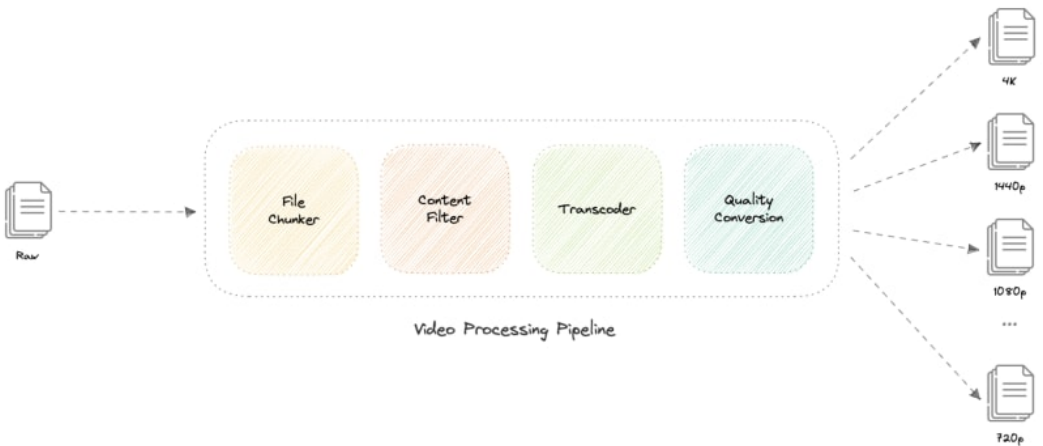 Raw
File
Chunker
Content
Filter
Transcoder
Quality
Conversion
Video Processing Pipeline
4K
1440p
1080p
...
720p